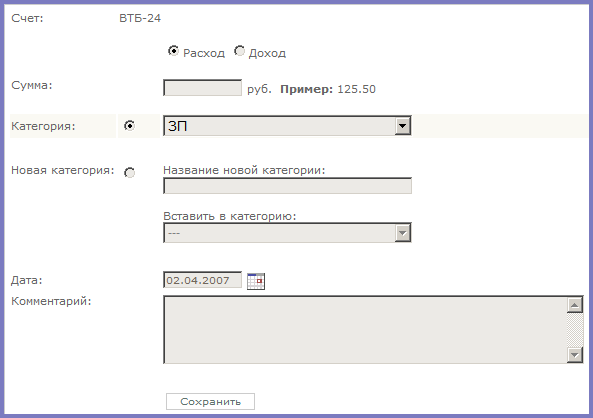 Счет: ВТБ-24
Расход Доход
Сумма: руб. Пример: 125.50
Категория: ЗП
Новая категория: Название новой категории:
Вставить в категорию:
---
Дата: 02.04.2007
Комментарий:
Сохранить